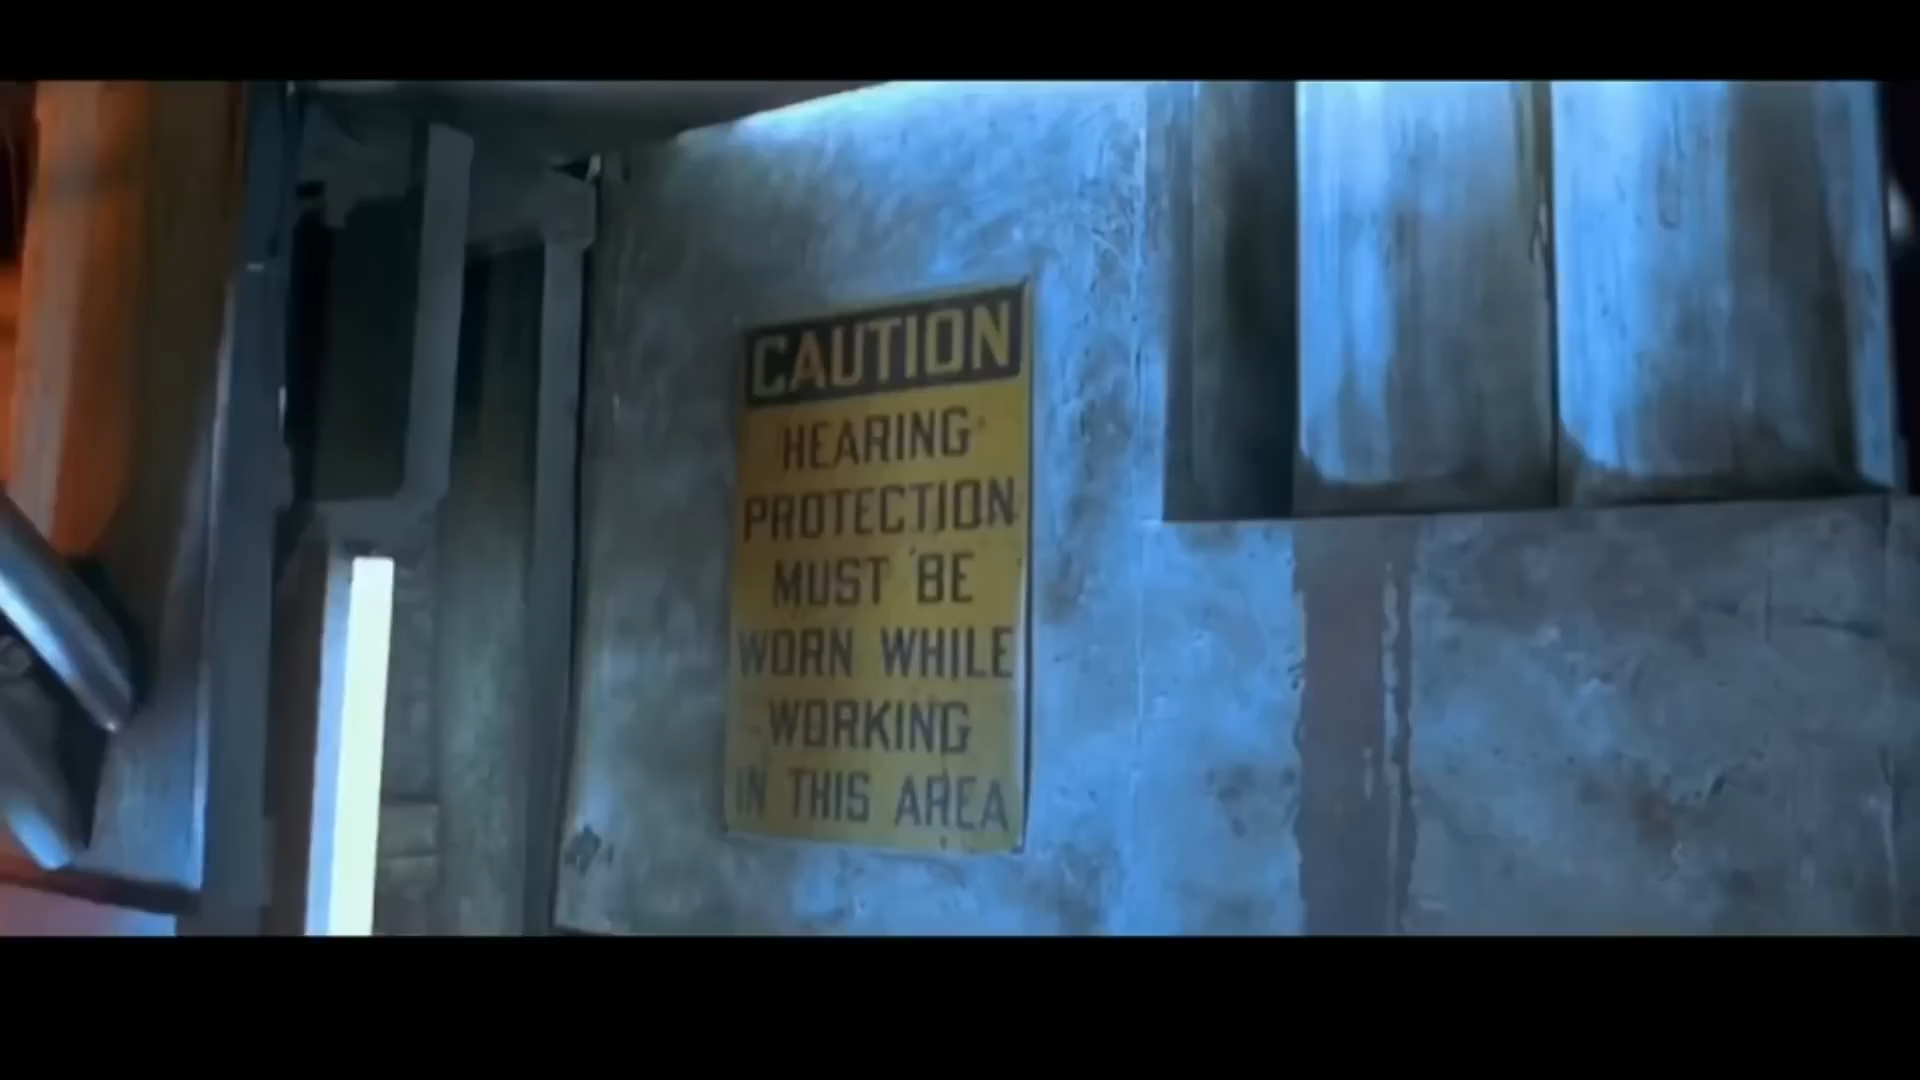 CAUTION
HEARING
PROTECTION
MUST BE
WORN WHILE
WORKING
IN THIS AREA